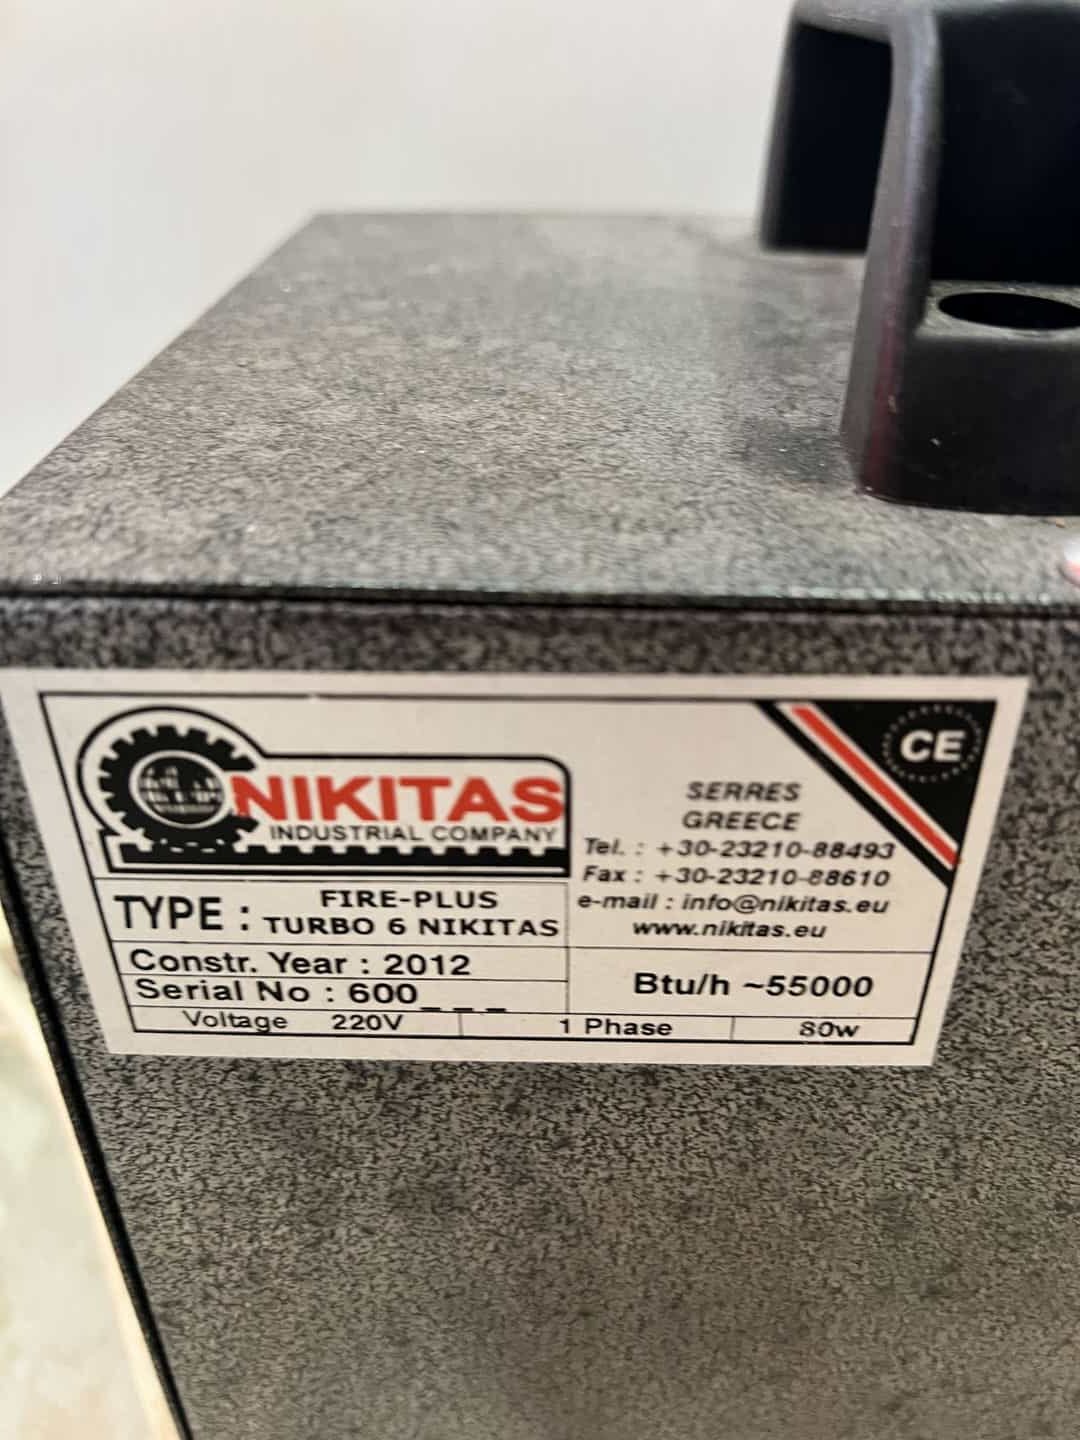 NIKITAS
INDUSTRIAL COMPANY
CE
SERRES
GREECE
Tel. : +30-23210-88493
Fax : +30-23210-88610
e-mail : info@nikitas.eu
www.nikitas.eu
TYPE : FIRE-PLUS
TURBO 6 NIKITAS
Constr. Year : 2012
Serial No : 600_ _ _
Btu/h ~55000
Voltage 220V 1 Phase 80w